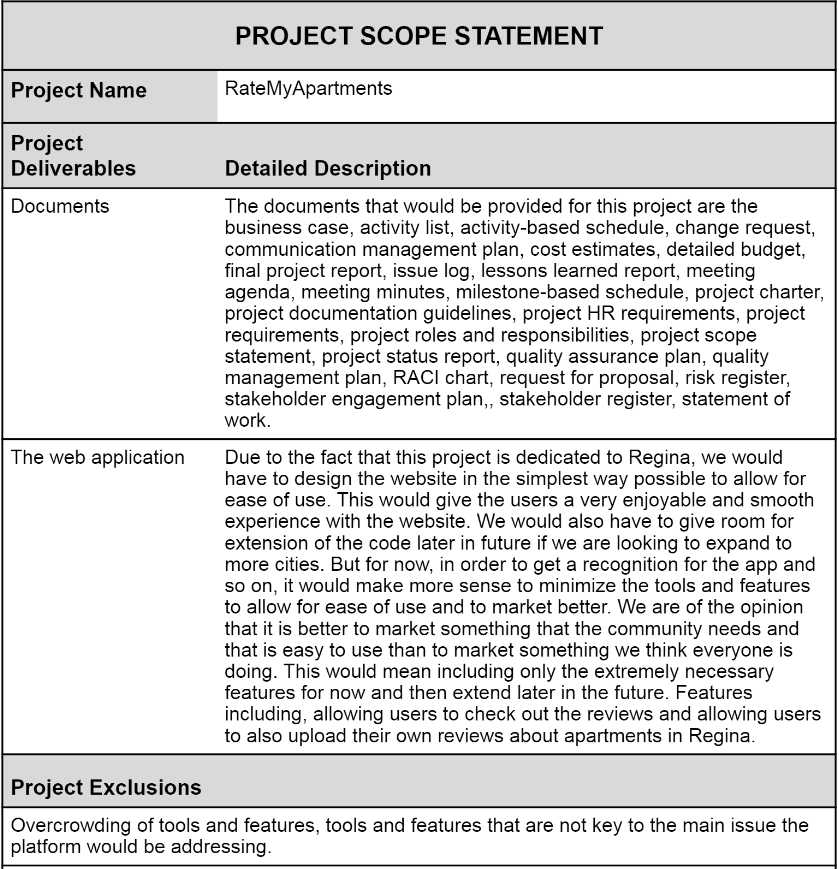 PROJECT SCOPE STATEMENT
Project Name
RateMyApartments
Project
Deliverables
Detailed Description
Documents
The documents that would be provided for this project are the
business case, activity list, activity-based schedule, change request,
communication management plan, cost estimates, detailed budget,
final project report, issue log, lessons learned report, meeting
agenda, meeting minutes, milestone-based schedule, project charter,
project documentation guidelines, project HR requirements, project
requirements, project roles and responsibilities, project scope
statement, project status report, quality assurance plan, quality
management plan, RACI chart, request for proposal, risk register,
stakeholder engagement plan,, stakeholder register, statement of
work.
The web application
Due to the fact that this project is dedicated to Regina, we would
have to design the website in the simplest way possible to allow for
ease of use. This would give the users a very enjoyable and smooth
experience with the website. We would also have to give room for
extension of the code later in future if we are looking to expand to
more cities. But for now, in order to get a recognition for the app and
so on, it would make more sense to minimize the tools and features
to allow for ease of use and to market better. We are of the opinion
that it is better to market something that the community needs and
that is easy to use than to market something we think everyone is
doing. This would mean including only the extremely necessary
features for now and then extend later in the future. Features
including, allowing users to check out the reviews and allowing users
to also upload their own reviews about apartments in Regina.
Project Exclusions
Overcrowding of tools and features, tools and features that are not key to the main issue the
platform would be addressing.